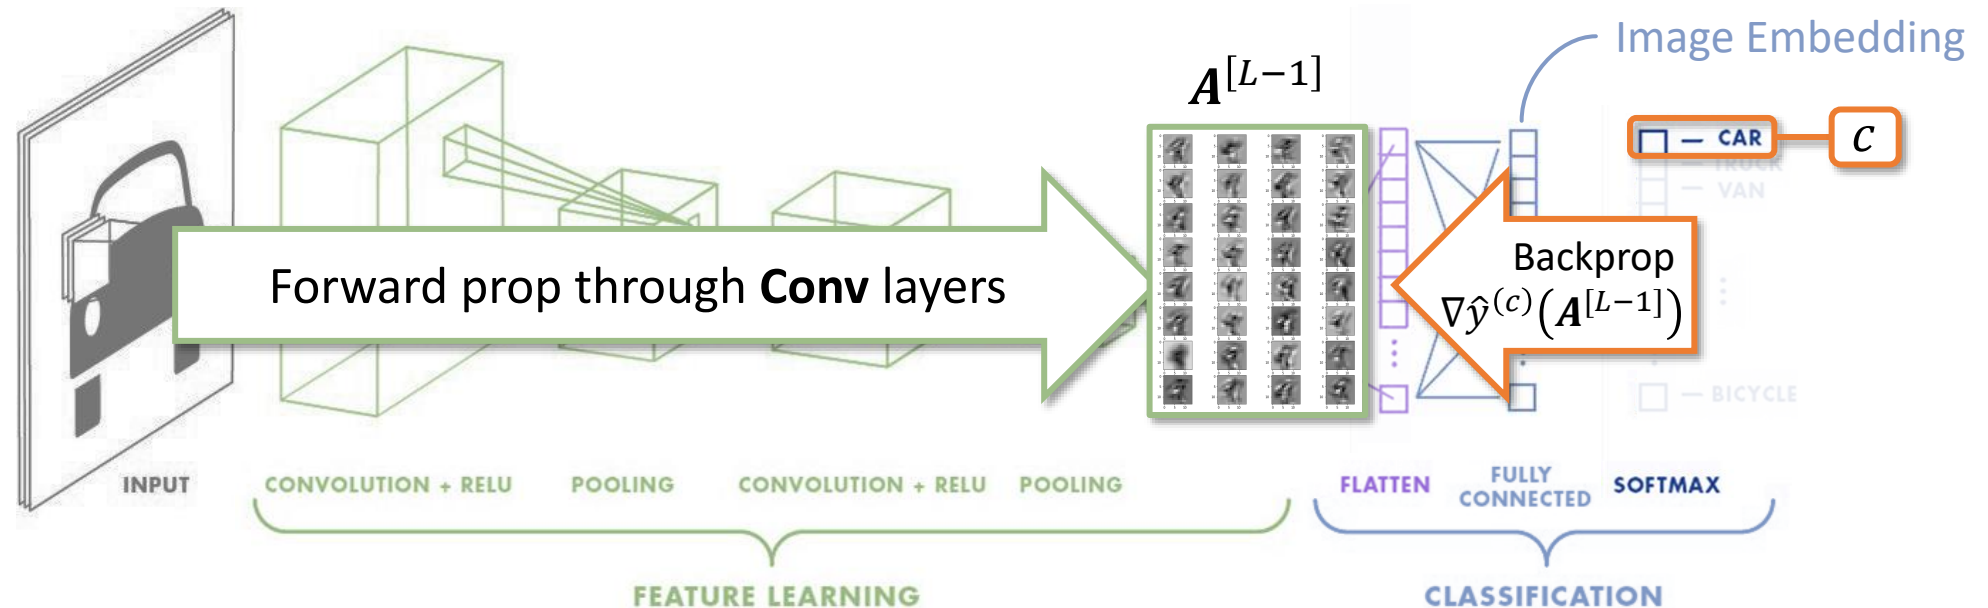 Image Embedding
A^[L−1]
CAR
c
TRUCK
VAN
Forward prop through Conv layers
Backprop
∇ŷ^(c)(A^[L−1])
BICYCLE
INPUT
CONVOLUTION + RELU
POOLING
CONVOLUTION + RELU
POOLING
FLATTEN
FULLY
CONNECTED
SOFTMAX
FEATURE LEARNING
CLASSIFICATION